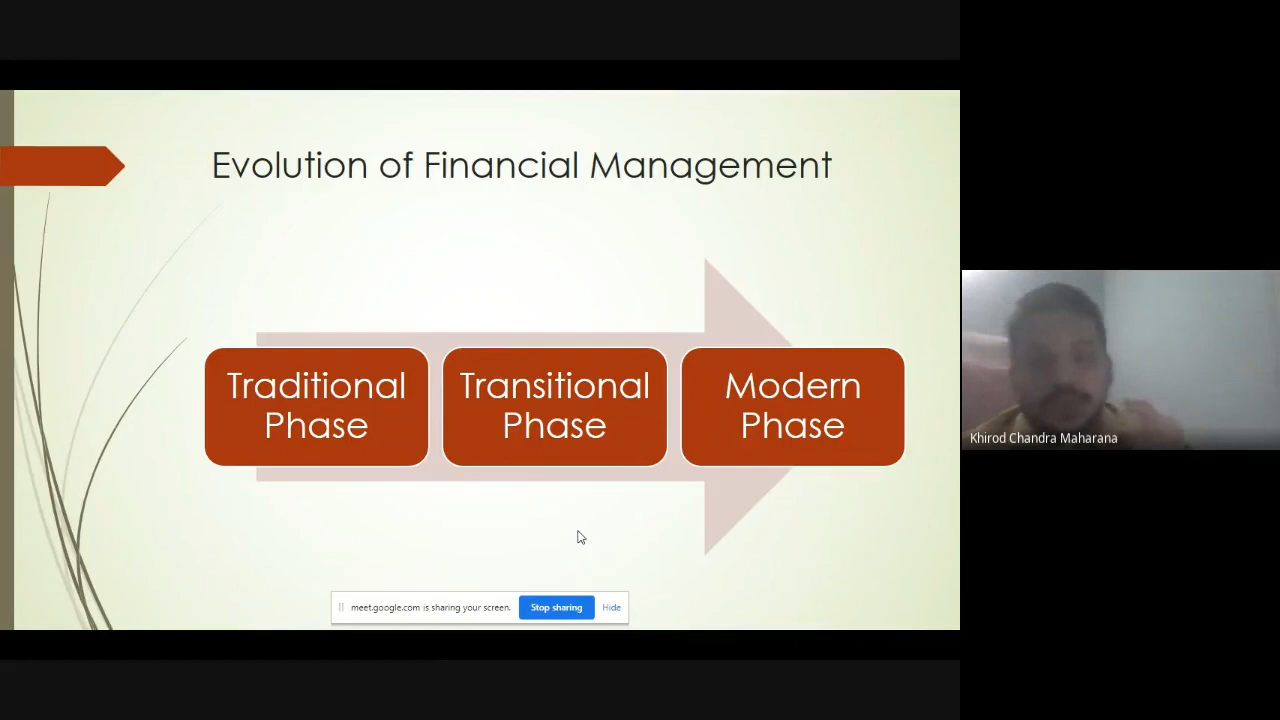 Evolution of Financial Management
Traditional
Phase
Transitional
Phase
Modern
Phase
Khirod Chandra Maharana
meet.google.com is sharing your screen.
Stop sharing
Hide